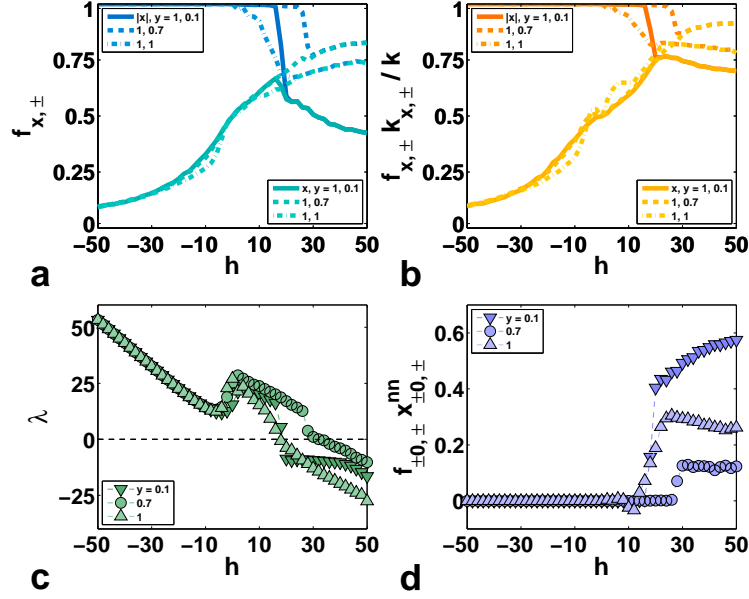 1
0.75
0.5
0.25
0
f x, ±
|x|, y = 1, 0.1
1, 0.7
1, 1
x, y = 1, 0.1
1, 0.7
1, 1
−50 −30 −10 10 30 50
h
a
1
0.75
0.5
0.25
0
f x, ± k x, ± / k
|x|, y = 1, 0.1
1, 0.7
1, 1
x, y = 1, 0.1
1, 0.7
1, 1
−50 −30 −10 10 30 50
h
b
50
25
0
−25
λ
y = 0.1
0.7
1
−50 −30 −10 10 30 50
h
c
0.6
0.4
0.2
0
f ±0, ± x nn ±0, ±
y = 0.1
0.7
1
−50 −30 −10 10 30 50
h
d